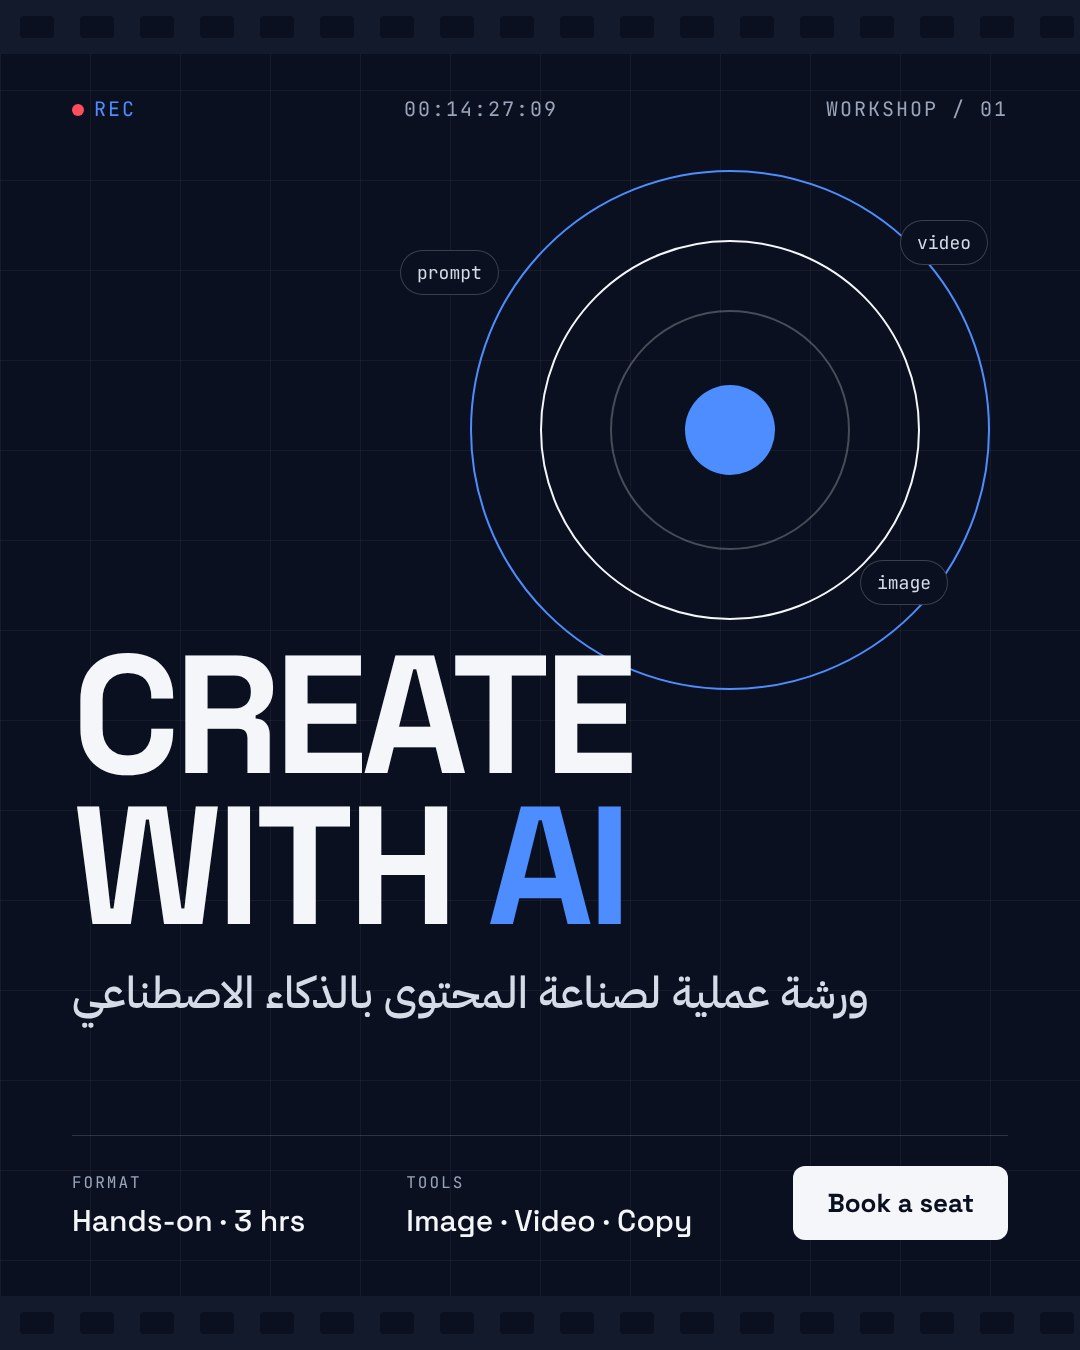 REC
00:14:27:09
WORKSHOP / 01
prompt
video
image
CREATE
WITH AI
ورشة عملية لصناعة المحتوى بالذكاء الاصطناعي
FORMAT
Hands-on · 3 hrs
TOOLS
Image · Video · Copy
Book a seat